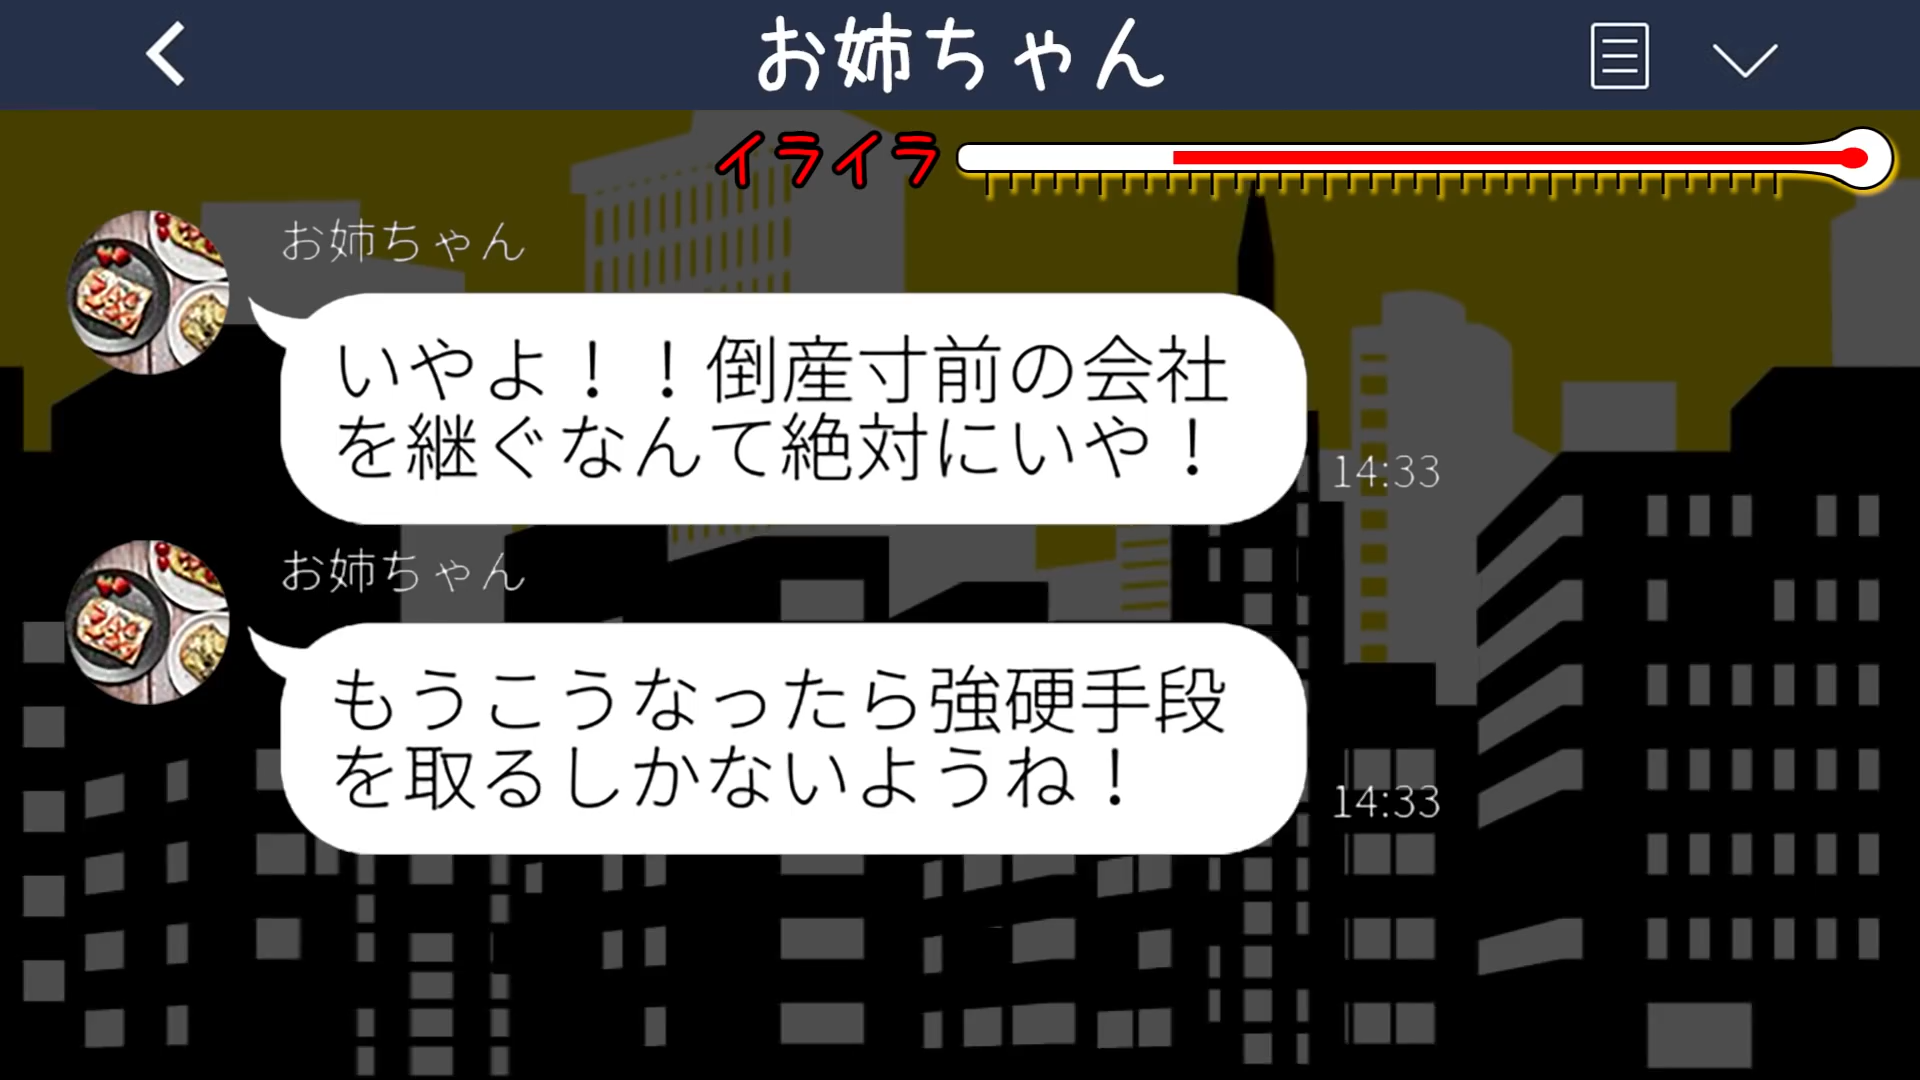 お姉ちゃん
イライラ
お姉ちゃん
いやよ！！倒産寸前の会社
を継ぐなんて絶対にいや！
14:33
お姉ちゃん
もうこうなったら強硬手段
を取るしかないようね！
14:33